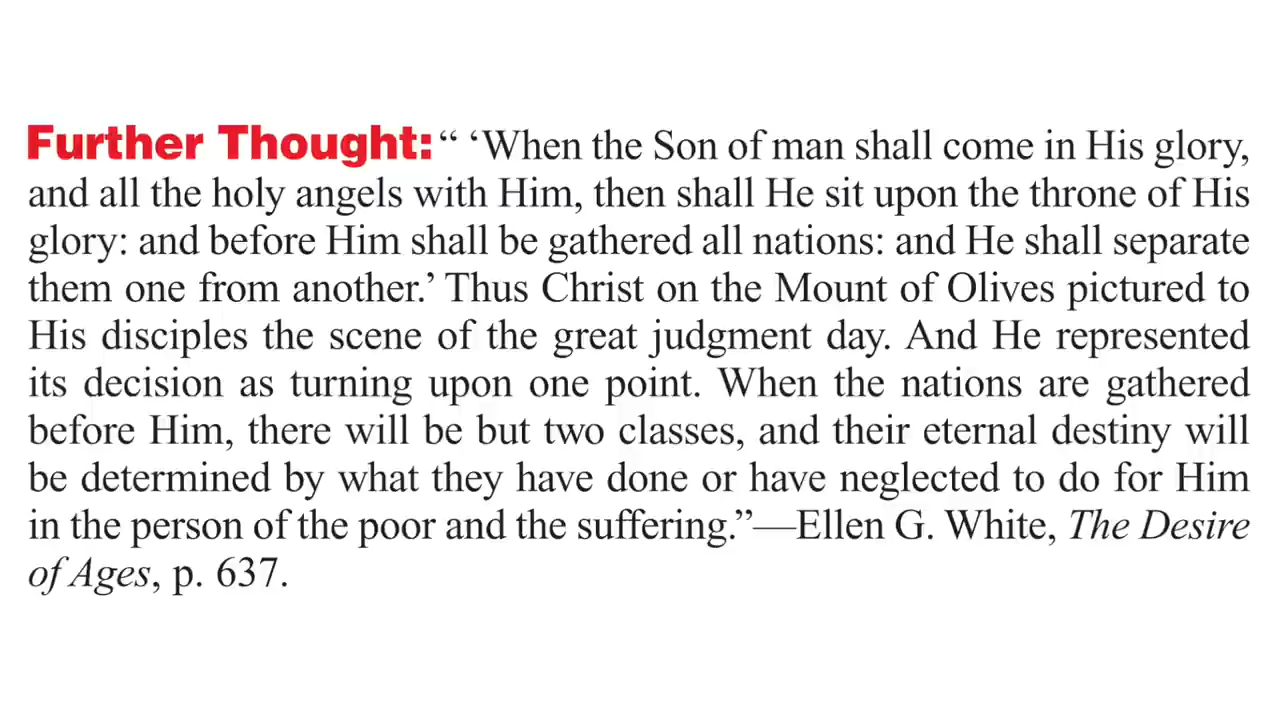 Further Thought: “ ‘When the Son of man shall come in His glory,
and all the holy angels with Him, then shall He sit upon the throne of His
glory: and before Him shall be gathered all nations: and He shall separate
them one from another.’ Thus Christ on the Mount of Olives pictured to
His disciples the scene of the great judgment day. And He represented
its decision as turning upon one point. When the nations are gathered
before Him, there will be but two classes, and their eternal destiny will
be determined by what they have done or have neglected to do for Him
in the person of the poor and the suffering.”—Ellen G. White, The Desire
of Ages, p. 637.